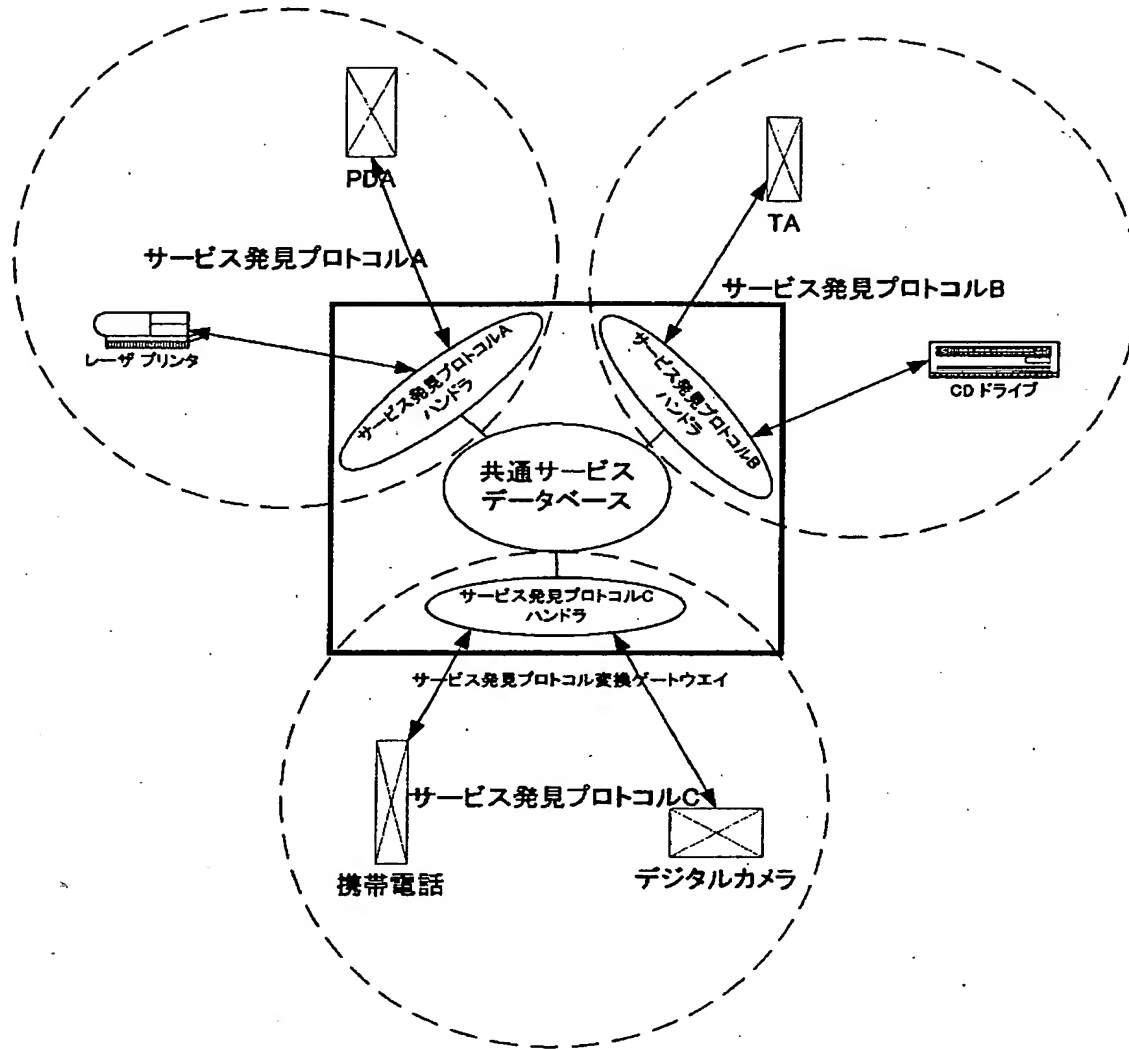 PDA
TA
サービス発見プロトコルA
サービス発見プロトコルB
レーザ プリンタ
サービス発見プロトコルA
ハンドラ
サービス発見プロトコルB
ハンドラ
CD ドライブ
共通サービス
データベース
サービス発見プロトコルC
ハンドラ
サービス発見プロトコル変換ゲートウエイ
サービス発見プロトコルC
携帯電話
デジタルカメラ